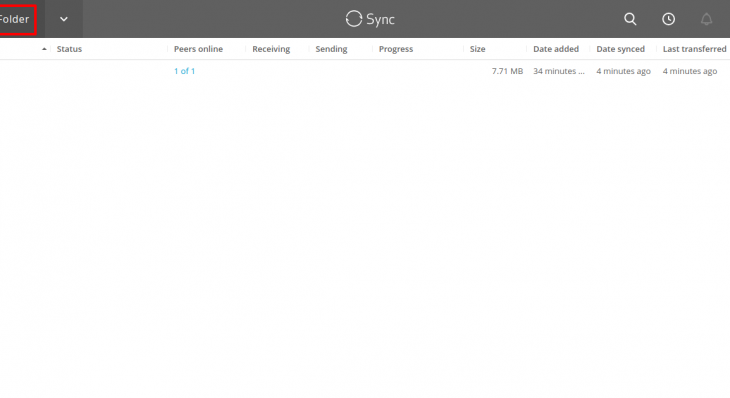 Folder
Sync
Status Peers online Receiving Sending Progress Size Date added Date synced Last transferred
1 of 1 7.71 MB 34 minutes ... 4 minutes ago 4 minutes ago